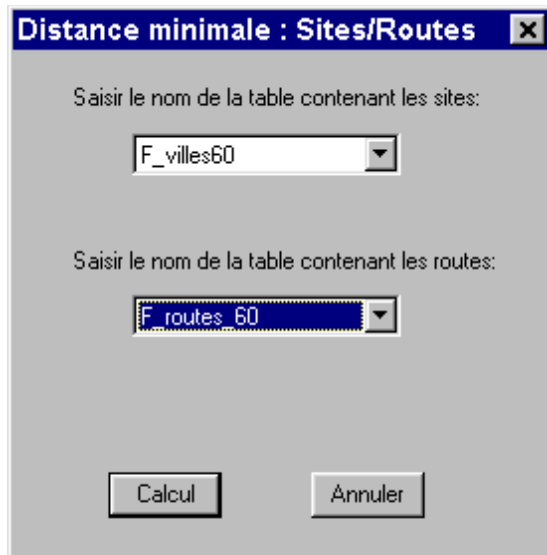 Distance minimale : Sites/Routes
Saisir le nom de la table contenant les sites:
F_villes60
Saisir le nom de la table contenant les routes:
F_routes_60
Calcul
Annuler